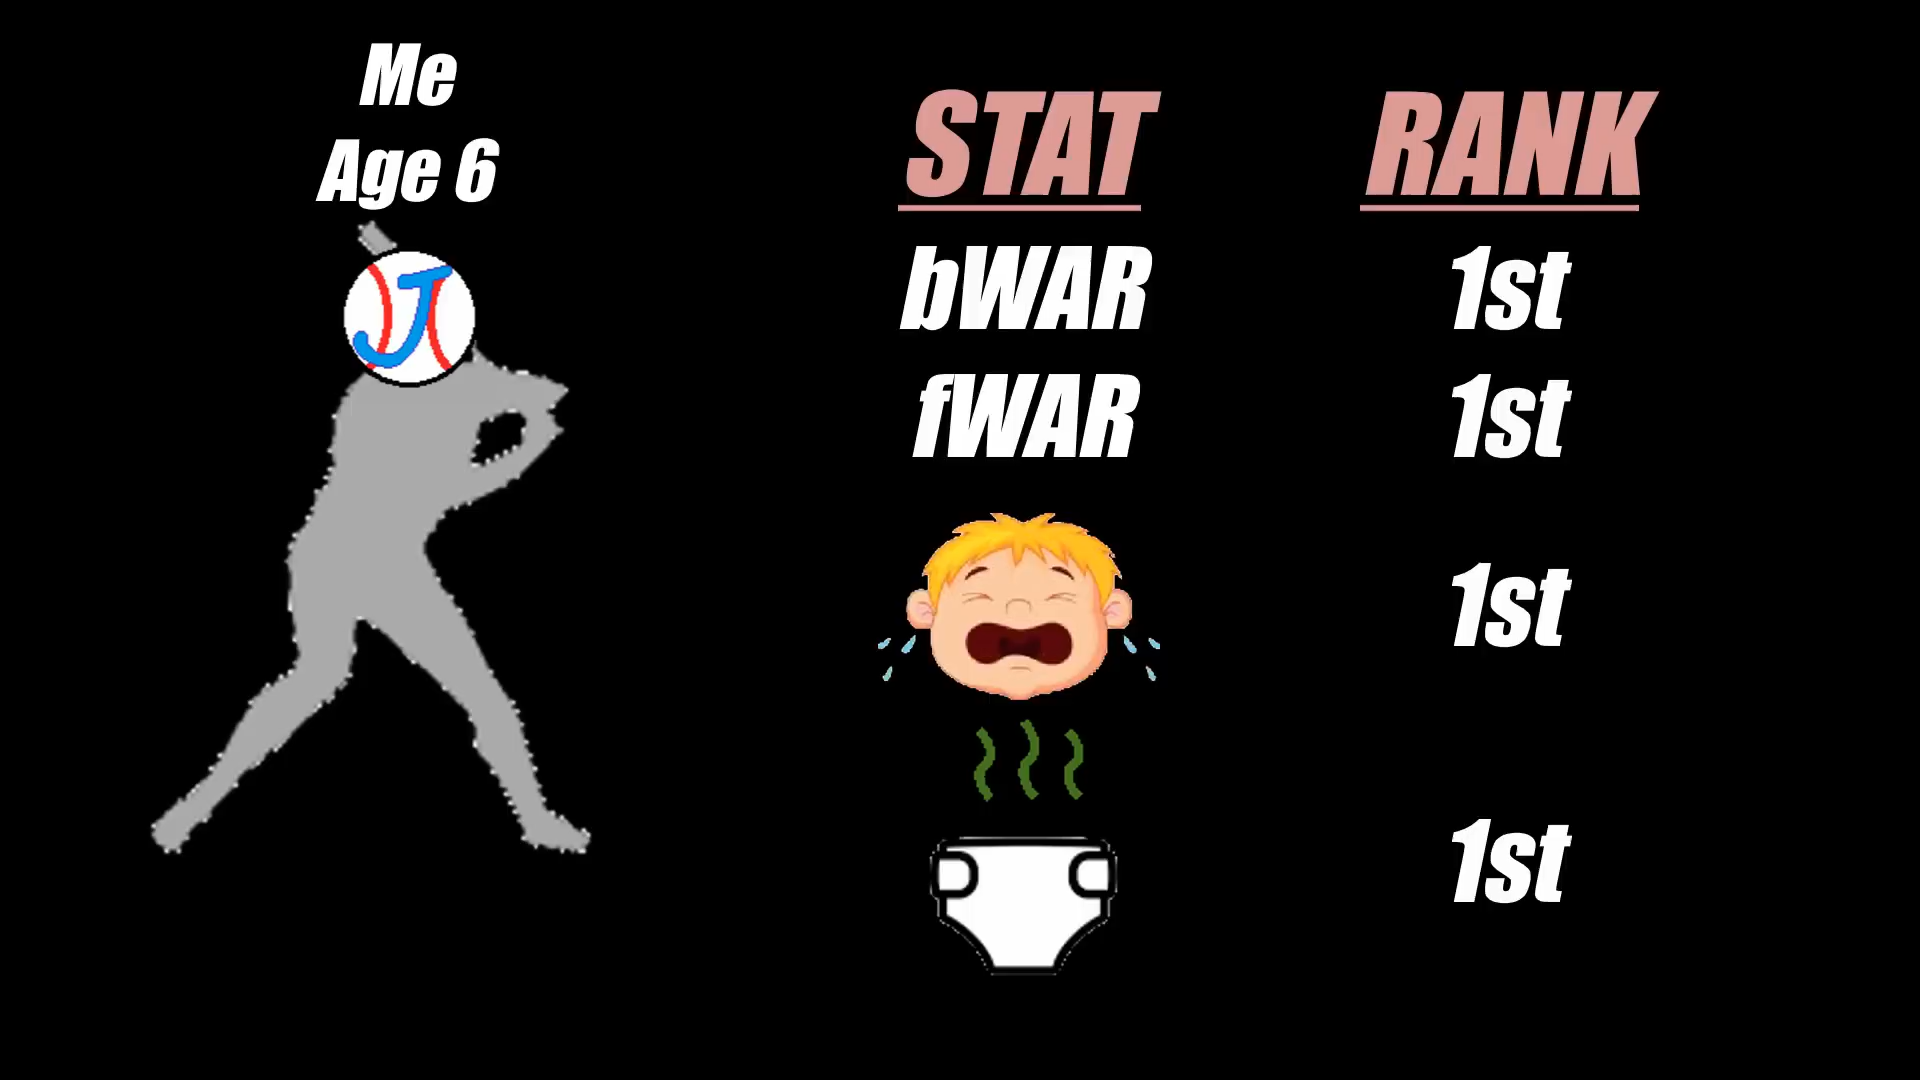 Me
Age 6
J
STAT RANK
bWAR 1st
fWAR 1st
1st
1st